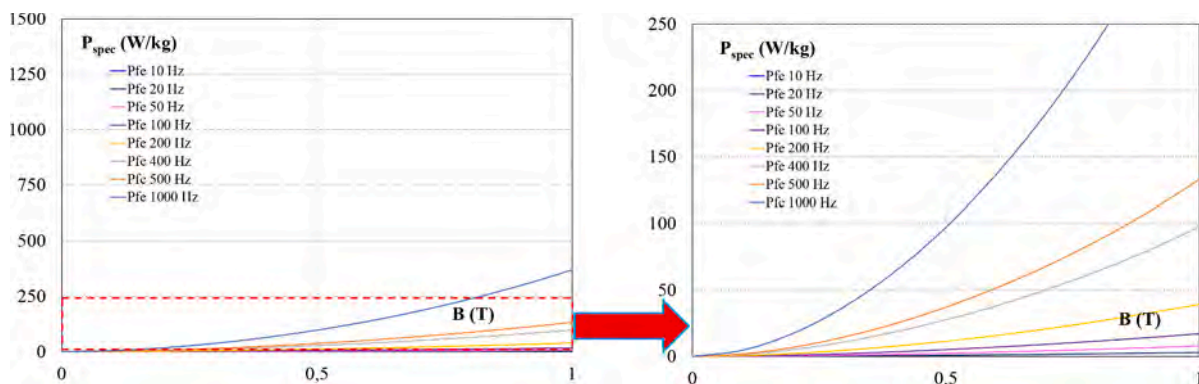 1500
1250
1000
750
500
250
0
P_spec (W/kg)
Pfe 10 Hz
Pfe 20 Hz
Pfe 50 Hz
Pfe 100 Hz
Pfe 200 Hz
Pfe 400 Hz
Pfe 500 Hz
Pfe 1000 Hz
B (T)
0
0,5
1
250
200
150
100
50
0
P_spec (W/kg)
Pfe 10 Hz
Pfe 20 Hz
Pfe 50 Hz
Pfe 100 Hz
Pfe 200 Hz
Pfe 400 Hz
Pfe 500 Hz
Pfe 1000 Hz
B (T)
0
0,5
1